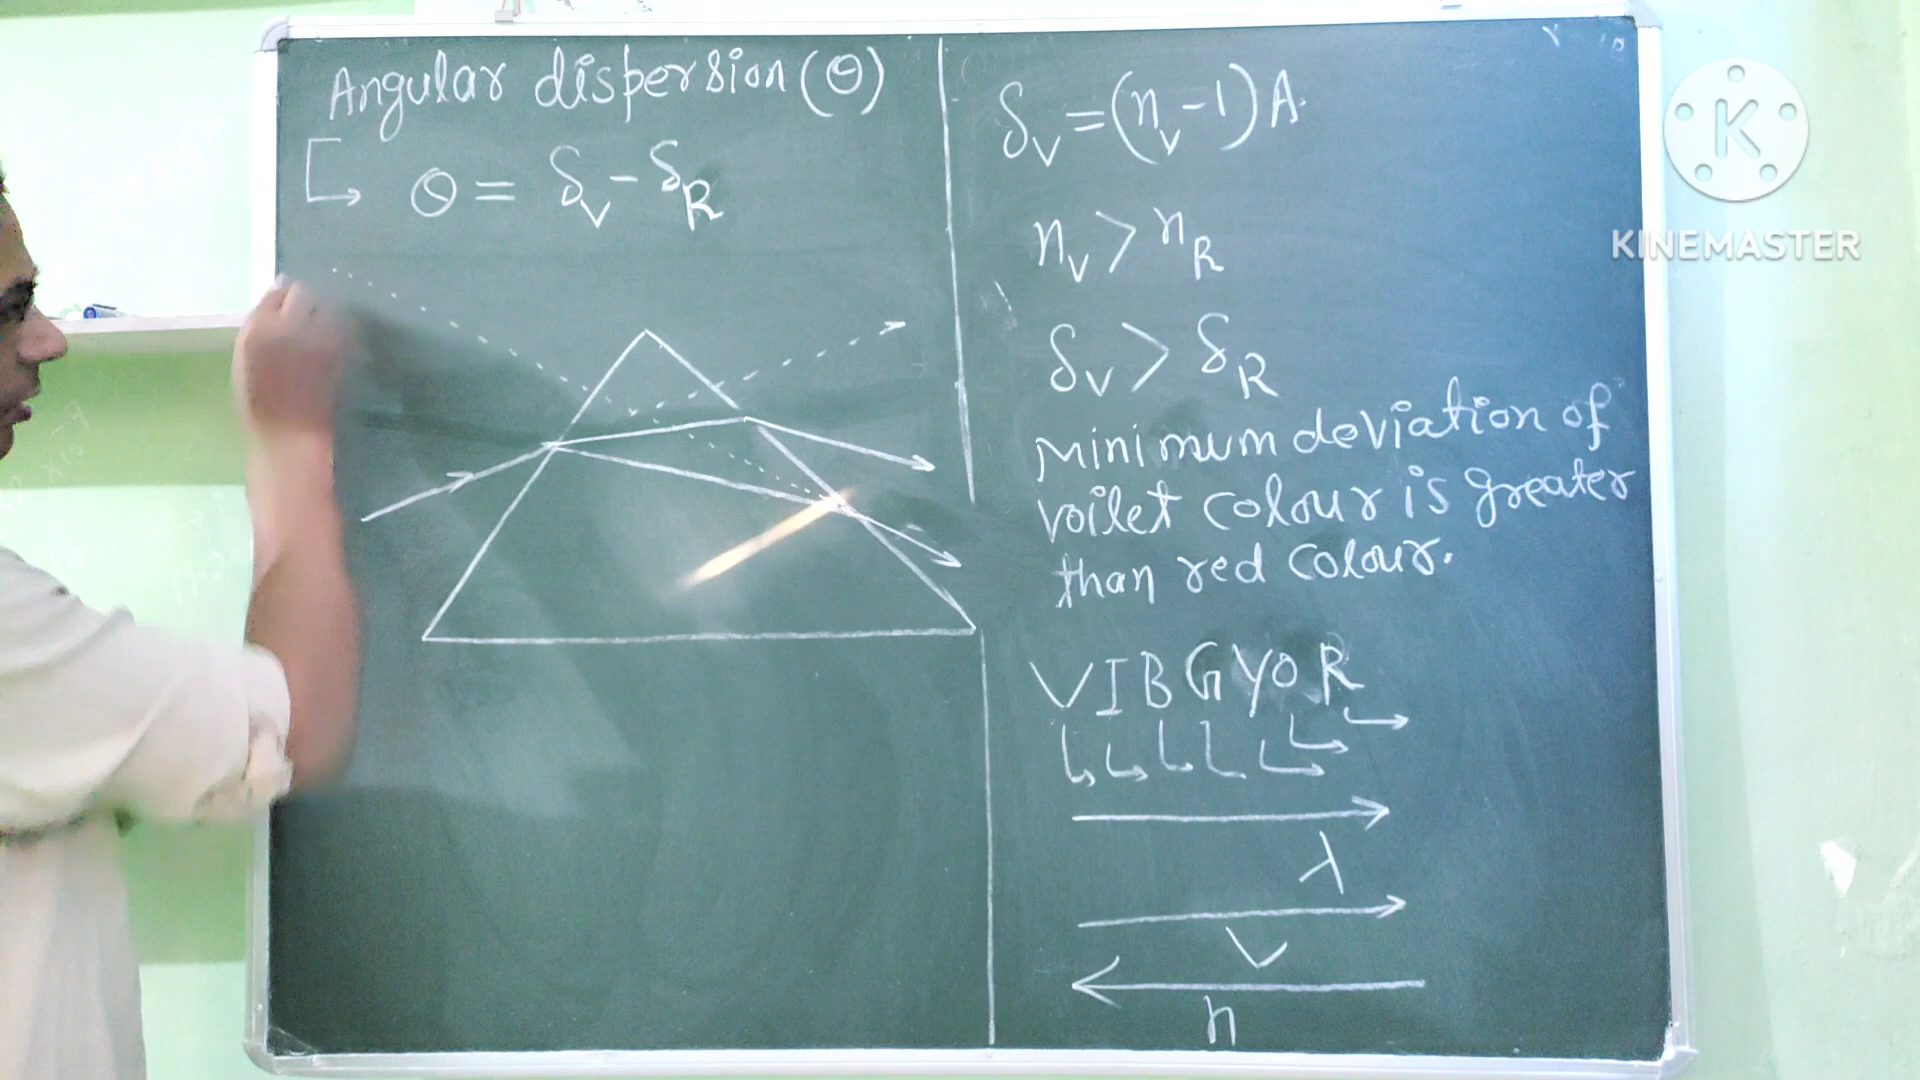 Angular dispersion (θ)
θ = δV - δR
δV = (nV - 1) A
nV > nR
δV > δR
Minimum deviation of
voilet colour is greater
than red colour.
VIBGYOR
λ
V
n
K
KINEMASTER